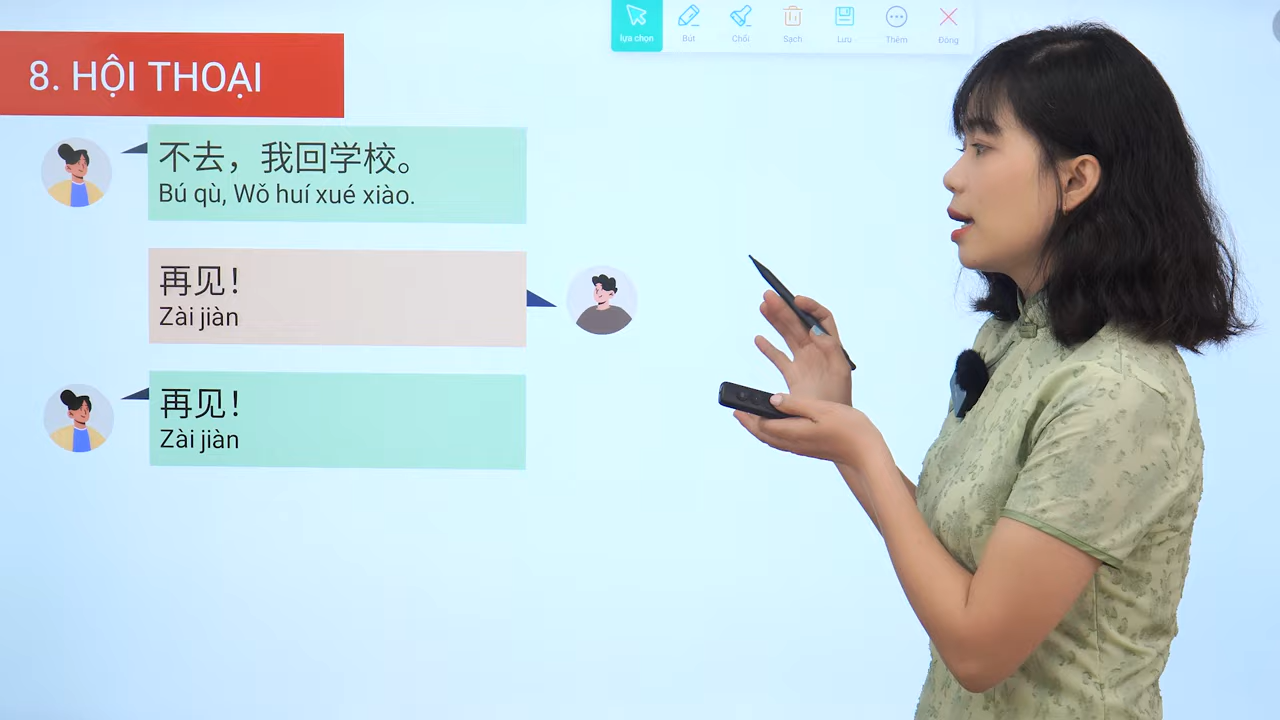 lựa chọn
Bút
Chổi
Sạch
Lưu
Thêm
Đóng
8. HỘI THOẠI
不去，我回学校。
Bú qù, Wǒ huí xué xiào.
再见！
Zài jiàn
再见！
Zài jiàn